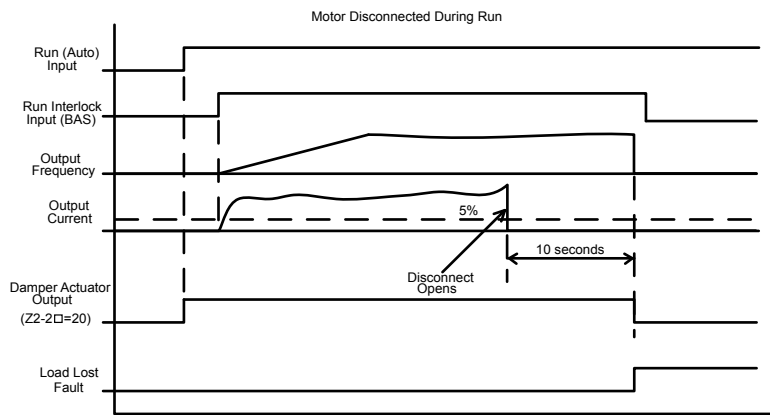 Motor Disconnected During Run
Run (Auto)
Input
Run Interlock
Input (BAS)
Output
Frequency
Output
Current
5%
10 seconds
Disconnect
Opens
Damper Actuator
Output
(Z2-2□=20)
Load Lost
Fault